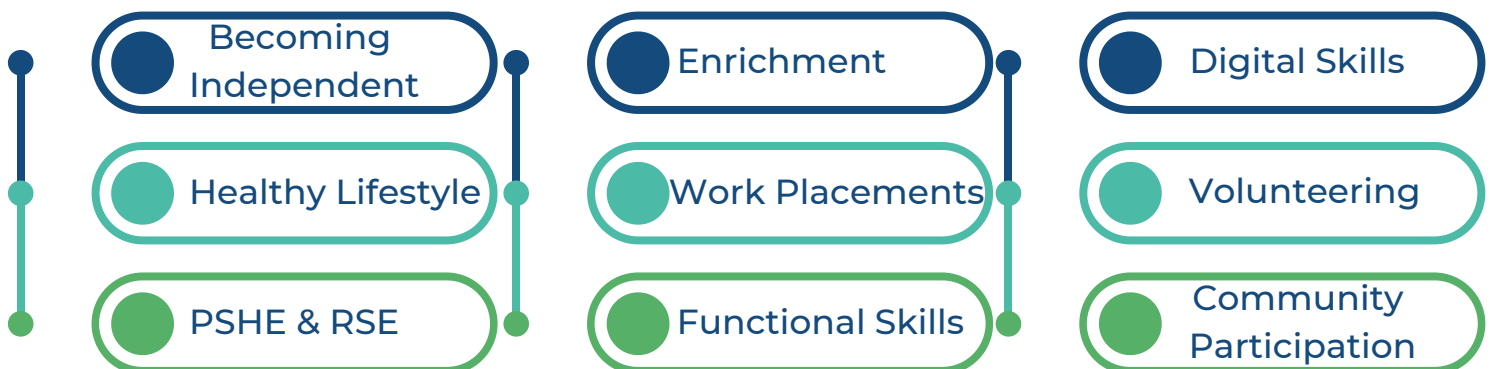 Becoming
Independent
Enrichment
Digital Skills
Healthy Lifestyle
Work Placements
Volunteering
PSHE & RSE
Functional Skills
Community
Participation